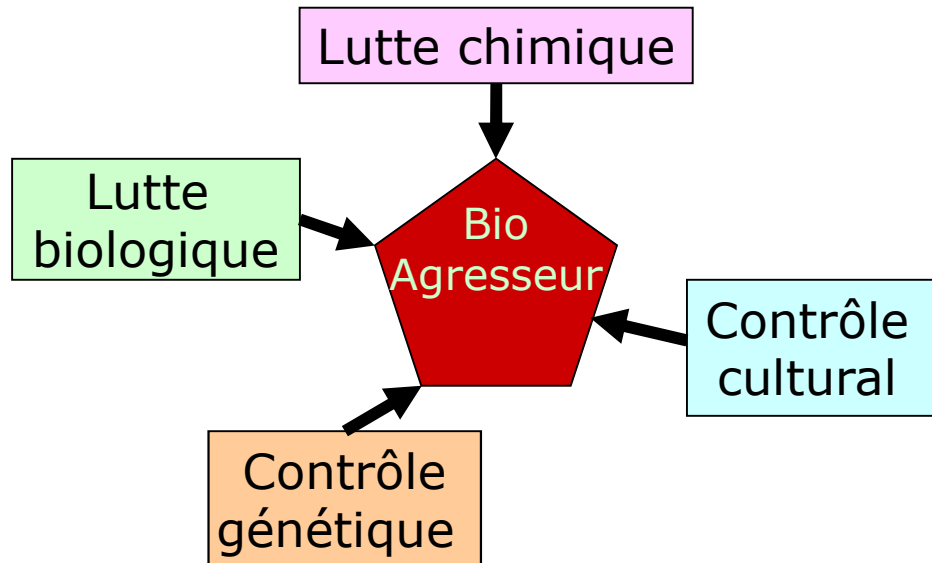 Lutte chimique
Lutte
biologique
Bio
Agresseur
Contrôle
cultural
Contrôle
génétique